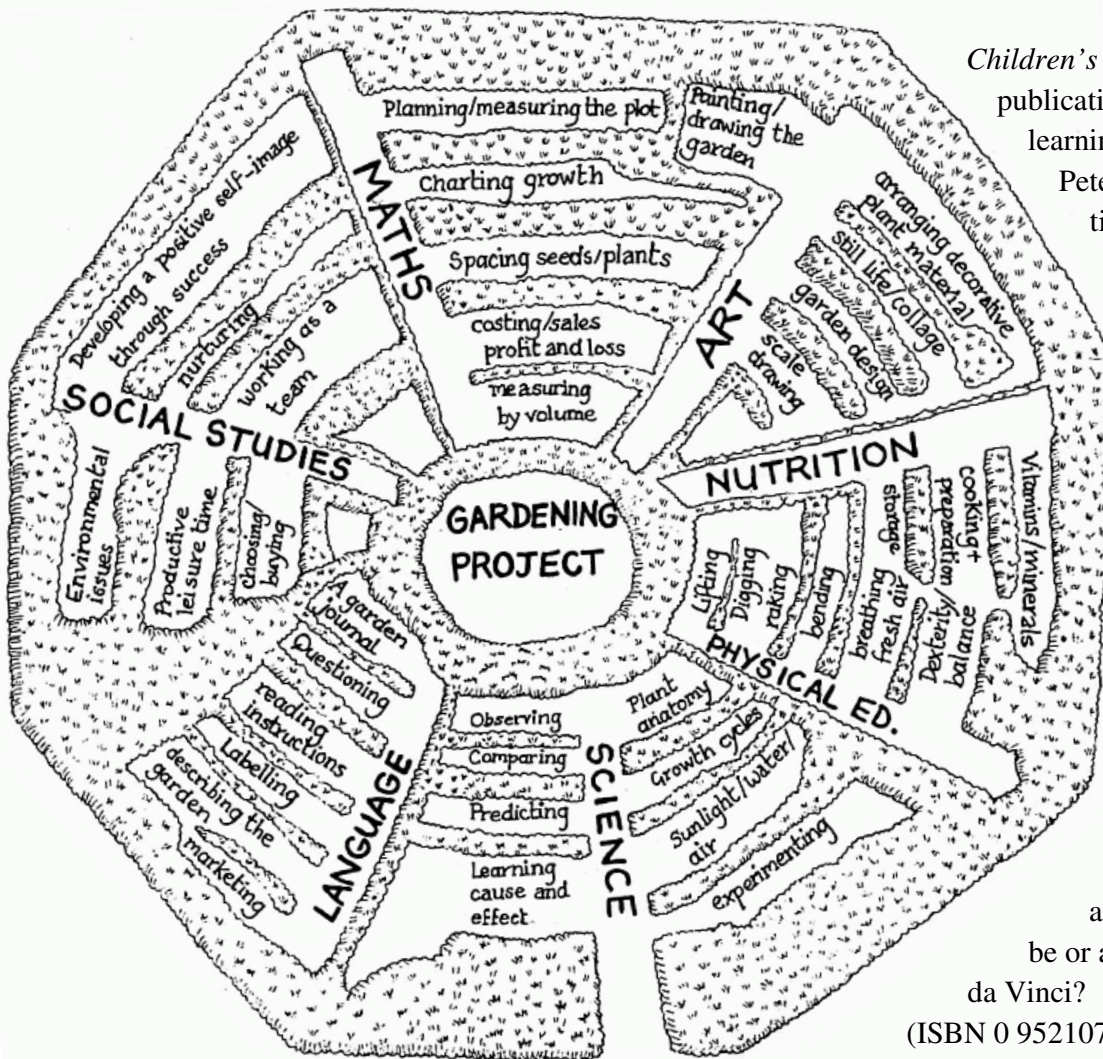 Children's
publicati
learnin
Pete
ti
Planning/measuring the plot
Charting growth
Spacing seeds/plants
costing/sales
profit and loss
measuring
by volume
MATHS
Painting/
drawing the
garden
arranging decorative
plant material
still life/collage
garden design
scale
drawing
ART
NUTRITION
Vitamins/minerals
cooking+
preparation
storage
Lifting
Digging
raking
bending
breathing
fresh air
Dexterity/
balance
PHYSICAL ED.
Plant
anatomy
Growth cycles
Sunlight/water/
air
experimenting
SCIENCE
Observing
Comparing
Predicting
Learning
cause and
effect
LANGUAGE
A garden
journal
Questioning
reading
instructions
Labelling
describing the
garden
marketing
SOCIAL STUDIES
Developing a positive self-image
through success
nurturing
working as a
team
Environmental
issues
Productive
leisure time
choosing/
buying
GARDENING
PROJECT
a
be or a
da Vinci?
(ISBN 0 952107